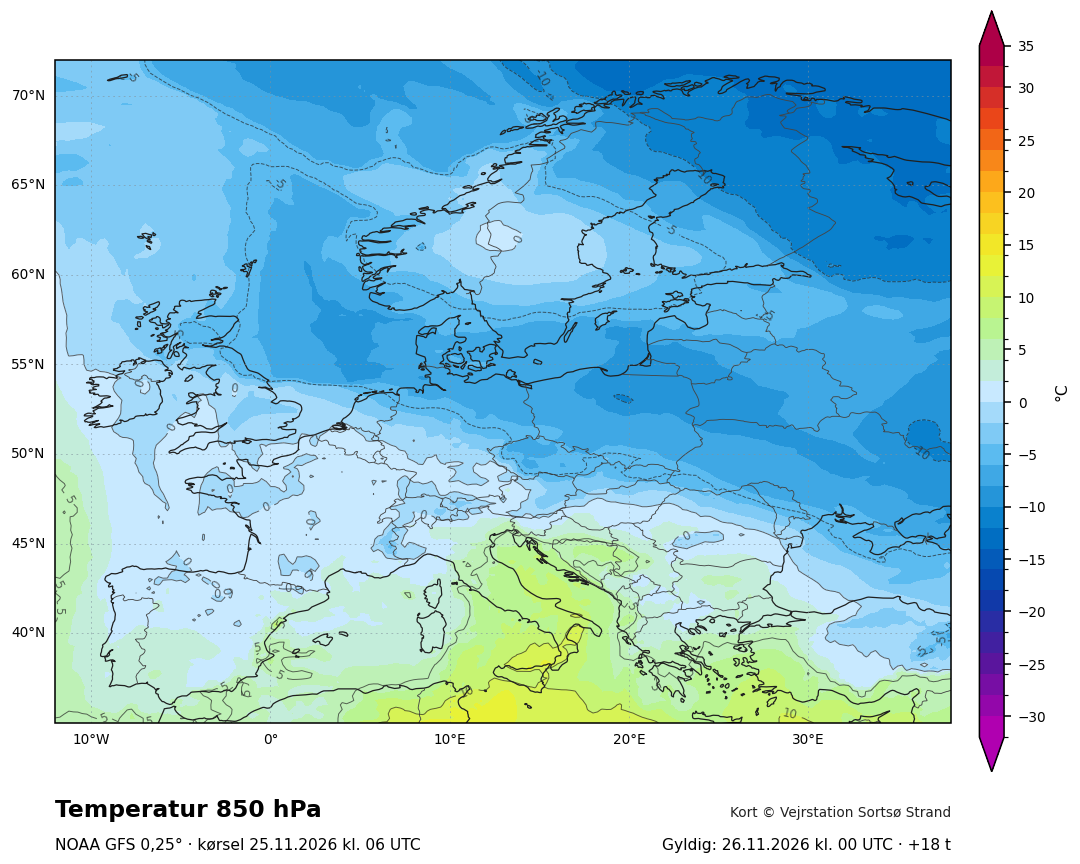 70°N
65°N
60°N
55°N
50°N
45°N
40°N
10°W
0°
10°E
20°E
30°E
35
30
25
20
15
10
5
0
−5
−10
−15
−20
−25
−30
°C
Temperatur 850 hPa
Kort © Vejrstation Sortsø Strand
NOAA GFS 0,25° · kørsel 25.11.2026 kl. 06 UTC
Gyldig: 26.11.2026 kl. 00 UTC · +18 t